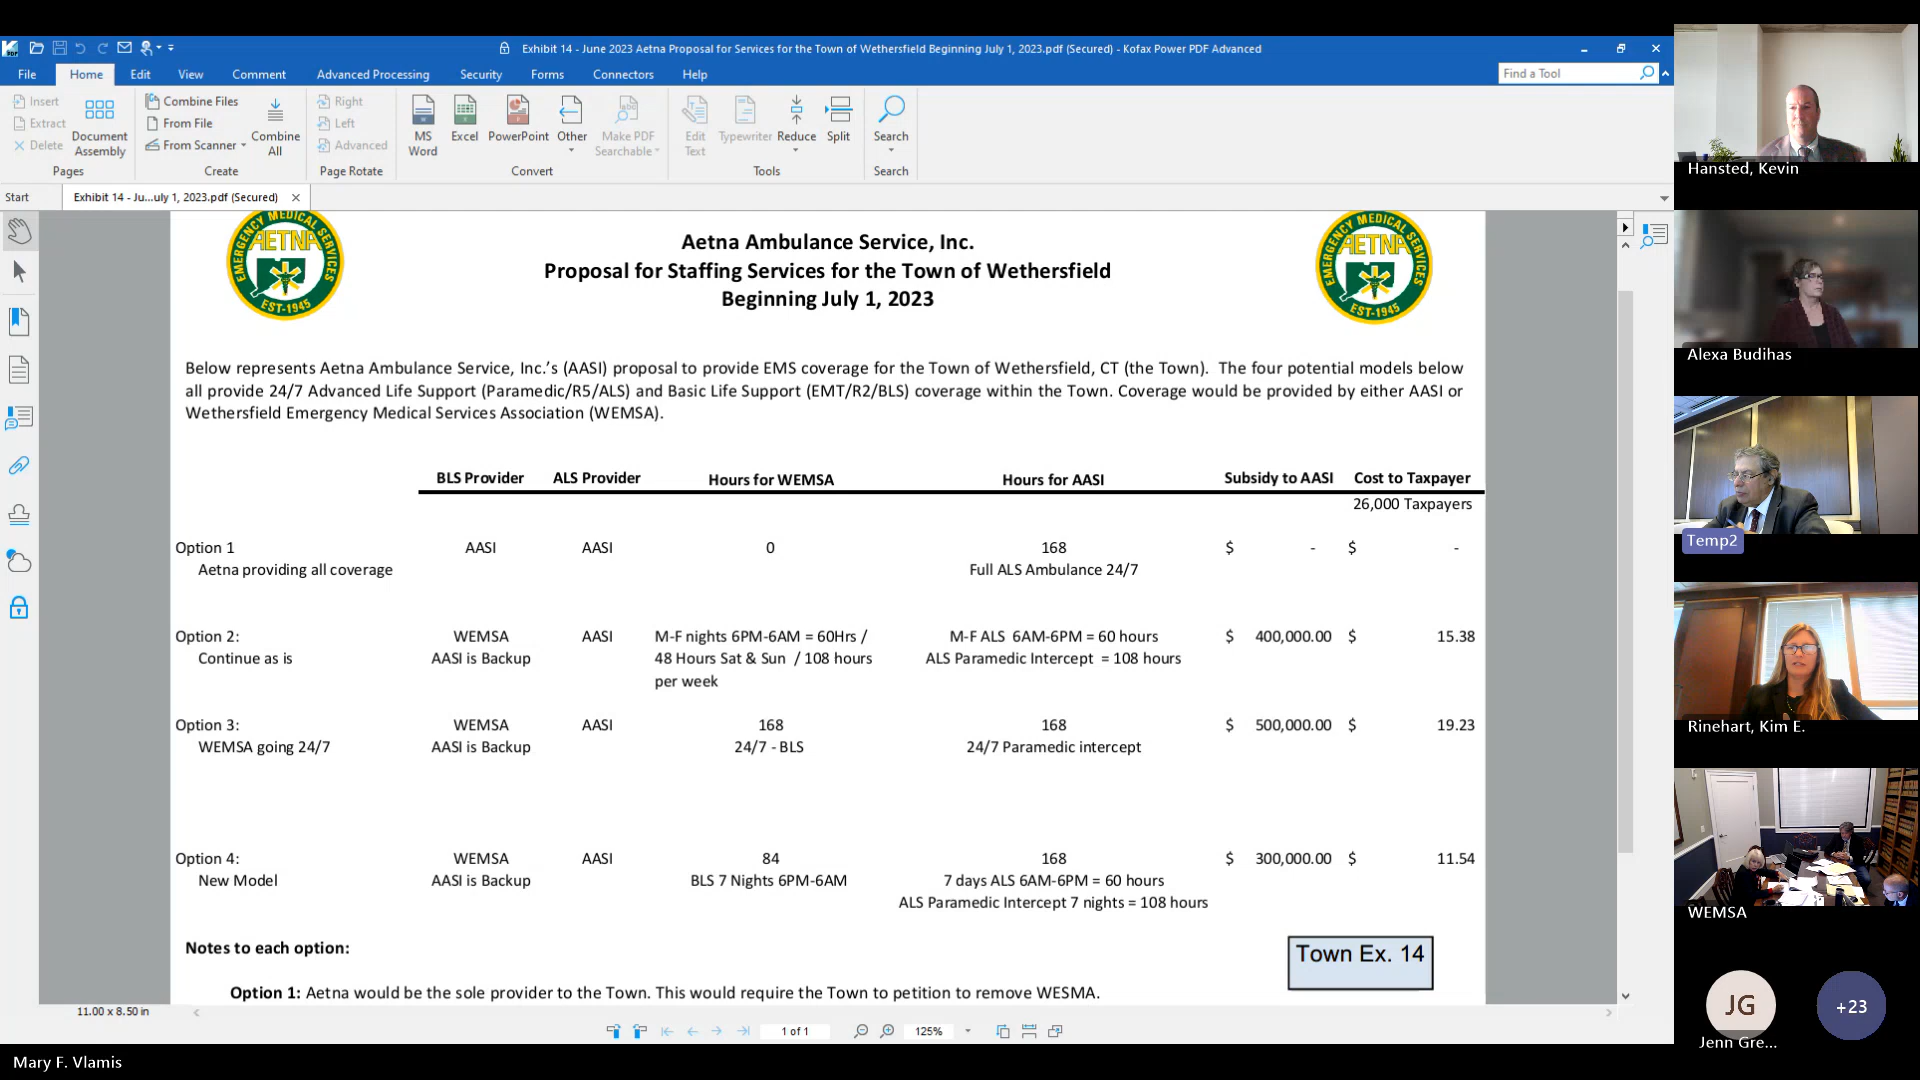 Exhibit 14 - June 2023 Aetna Proposal for Services for the Town of Wethersfield Beginning July 1, 2023.pdf (Secured) - Kofax Power PDF Advanced
File Home Edit View Comment Advanced Processing Security Forms Connectors Help
Find a Tool
Insert
Extract
Delete
Document Assembly
Pages
Combine Files
From File
From Scanner
Combine All
Create
Right
Left
Advanced
Page Rotate
MS Word
Excel
PowerPoint
Other
Make PDF Searchable
Convert
Edit Text
Typewriter
Reduce
Split
Tools
Search
Search
Start
Exhibit 14 - Ju...uly 1, 2023.pdf (Secured)
EMERGENCY MEDICAL SERVICES
AETNA
EST-1945
Aetna Ambulance Service, Inc.
Proposal for Staffing Services for the Town of Wethersfield
Beginning July 1, 2023
EMERGENCY MEDICAL SERVICES
AETNA
EST-1945
Below represents Aetna Ambulance Service, Inc.'s (AASI) proposal to provide EMS coverage for the Town of Wethersfield, CT (the Town). The four potential models below
all provide 24/7 Advanced Life Support (Paramedic/R5/ALS) and Basic Life Support (EMT/R2/BLS) coverage within the Town. Coverage would be provided by either AASI or
Wethersfield Emergency Medical Services Association (WEMSA).
BLS Provider ALS Provider Hours for WEMSA Hours for AASI Subsidy to AASI Cost to Taxpayer
26,000 Taxpayers
Option 1 AASI AASI 0 168 $ - $ -
Aetna providing all coverage Full ALS Ambulance 24/7
Option 2: WEMSA AASI M-F nights 6PM-6AM = 60Hrs / M-F ALS 6AM-6PM = 60 hours $ 400,000.00 $ 15.38
Continue as is AASI is Backup 48 Hours Sat & Sun / 108 hours ALS Paramedic Intercept = 108 hours
per week
Option 3: WEMSA AASI 168 168 $ 500,000.00 $ 19.23
WEMSA going 24/7 AASI is Backup 24/7 - BLS 24/7 Paramedic intercept
Option 4: WEMSA AASI 84 168 $ 300,000.00 $ 11.54
New Model AASI is Backup BLS 7 Nights 6PM-6AM 7 days ALS 6AM-6PM = 60 hours
ALS Paramedic Intercept 7 nights = 108 hours
Notes to each option:
Town Ex. 14
Option 1: Aetna would be the sole provider to the Town. This would require the Town to petition to remove WESMA.
11.00 x 8.50 in
1 of 1
125%
Mary F. Vlamis
Hansted, Kevin
Alexa Budihas
Temp2
Rinehart, Kim E.
WEMSA
JG
Jenn Gre...
+23